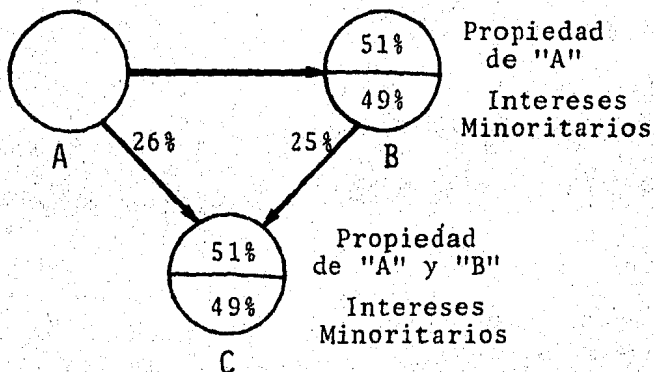 51%
Propiedad
de "A"
49%
Intereses
Minoritarios
A
26%
25%
B
51%
Propiedad
de "A" y "B"
49%
Intereses
Minoritarios
C